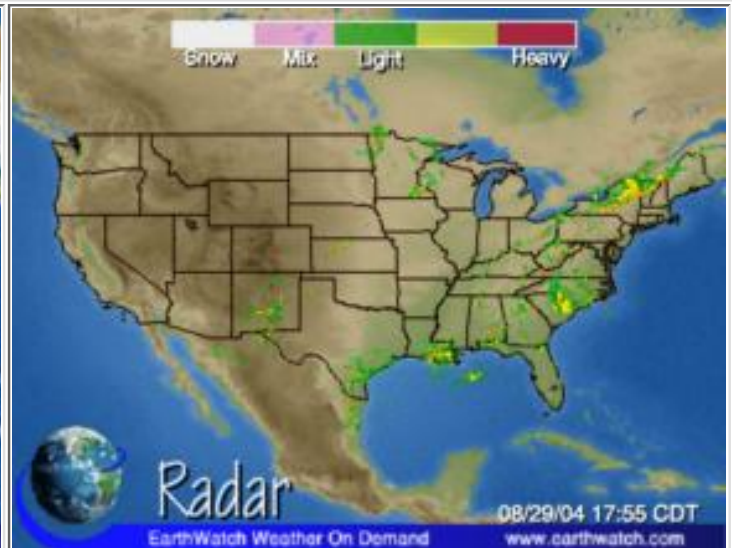 Snow Mix Light Heavy
Radar
08/29/04 17:55 CDT
EarthWatch Weather On Demand www.earthwatch.com